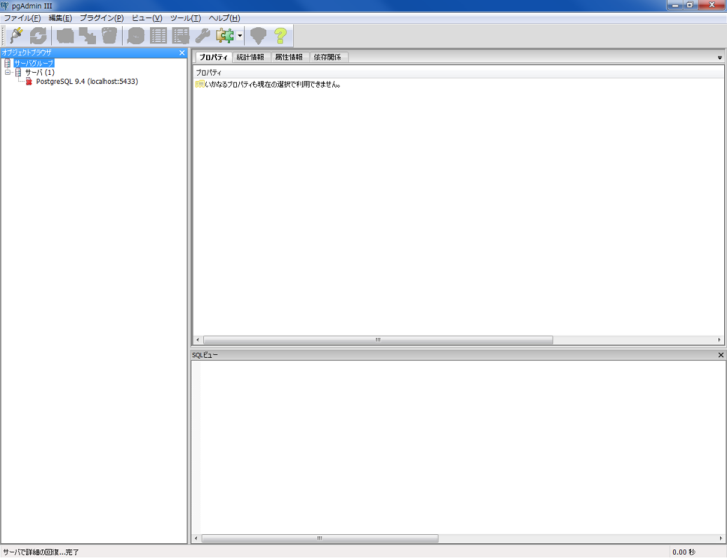 pgAdmin III
ファイル(F) 編集(E) プラグイン(P) ビュー(V) ツール(T) ヘルプ(H)
オブジェクトブラウザ
サーバグループ
サーバ (1)
PostgreSQL 9.4 (localhost:5433)
プロパティ 統計情報 属性情報 依存関係
プロパティ
いかなるプロパティも現在の選択で利用できません。
SQLビュー
サーバで詳細の回復...完了
0.00 秒